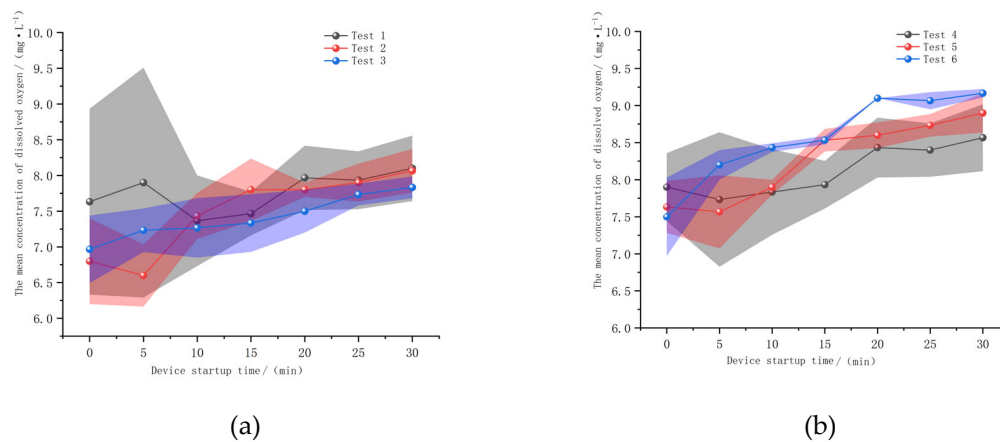 The mean concentration of dissolved oxygen/ (mg·L⁻¹)
10.0
9.5
9.0
8.5
8.0
7.5
7.0
6.5
6.0
Test 1
Test 2
Test 3
0 5 10 15 20 25 30
Device startup time/ (min)
(a)
The mean concentration of dissolved oxygen/ (mg·L⁻¹)
10.0
9.5
9.0
8.5
8.0
7.5
7.0
6.5
6.0
Test 4
Test 5
Test 6
0 5 10 15 20 25 30
Device startup time/ (min)
(b)